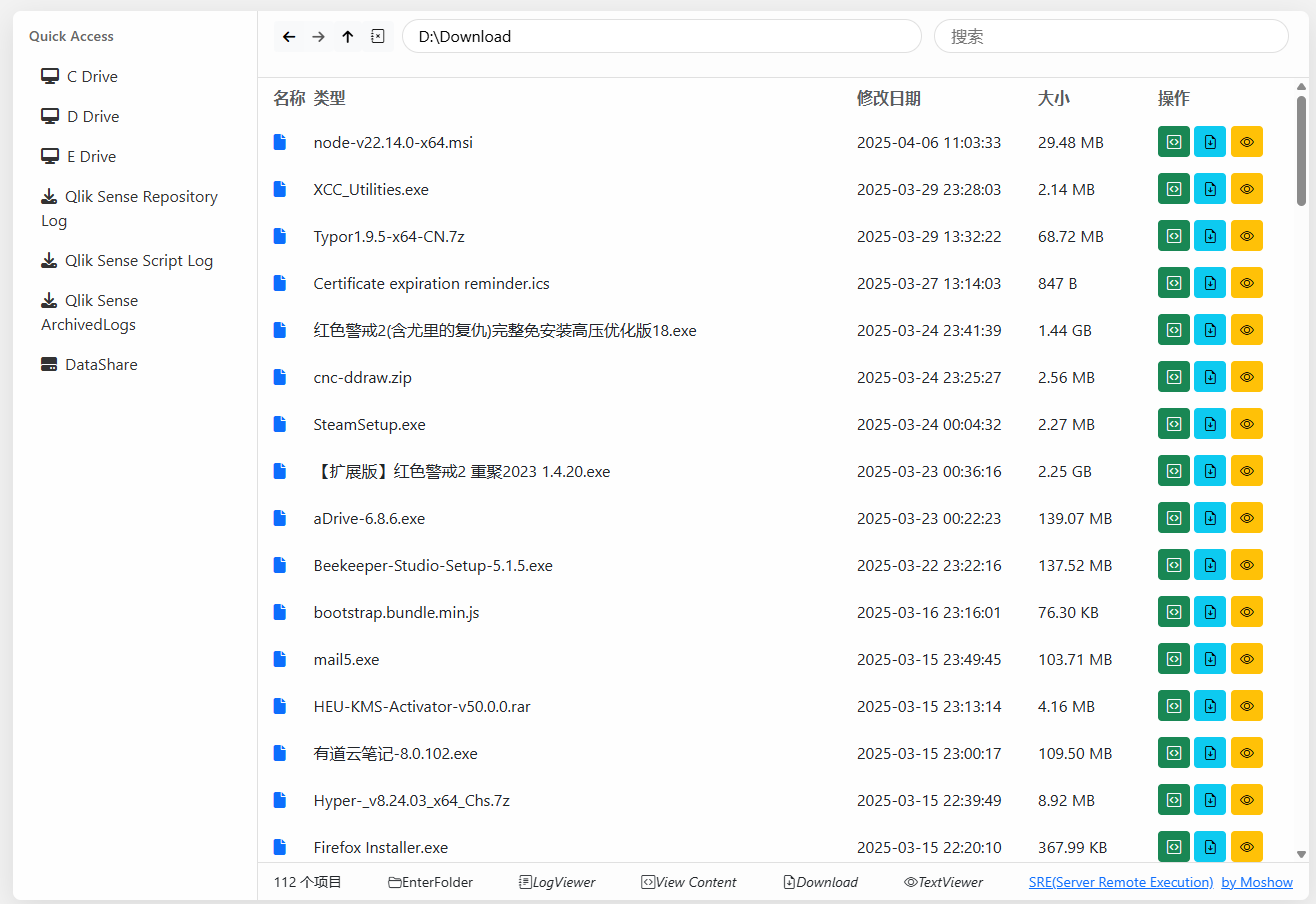 Quick Access
C Drive
D Drive
E Drive
Qlik Sense Repository
Log
Qlik Sense Script Log
Qlik Sense
ArchivedLogs
DataShare
D:\Download 搜索
名称 类型 修改日期 大小 操作
node-v22.14.0-x64.msi 2025-04-06 11:03:33 29.48 MB
XCC_Utilities.exe 2025-03-29 23:28:03 2.14 MB
Typor1.9.5-x64-CN.7z 2025-03-29 13:32:22 68.72 MB
Certificate expiration reminder.ics 2025-03-27 13:14:03 847 B
红色警戒2(含尤里的复仇)完整免安装高压优化版18.exe 2025-03-24 23:41:39 1.44 GB
cnc-ddraw.zip 2025-03-24 23:25:27 2.56 MB
SteamSetup.exe 2025-03-24 00:04:32 2.27 MB
【扩展版】红色警戒2 重聚2023 1.4.20.exe 2025-03-23 00:36:16 2.25 GB
aDrive-6.8.6.exe 2025-03-23 00:22:23 139.07 MB
Beekeeper-Studio-Setup-5.1.5.exe 2025-03-22 23:22:16 137.52 MB
bootstrap.bundle.min.js 2025-03-16 23:16:01 76.30 KB
mail5.exe 2025-03-15 23:49:45 103.71 MB
HEU-KMS-Activator-v50.0.0.rar 2025-03-15 23:13:14 4.16 MB
有道云笔记-8.0.102.exe 2025-03-15 23:00:17 109.50 MB
Hyper-_v8.24.03_x64_Chs.7z 2025-03-15 22:39:49 8.92 MB
Firefox Installer.exe 2025-03-15 22:20:10 367.99 KB
112 个项目 EnterFolder LogViewer View Content Download TextViewer SRE(Server Remote Execution) by Moshow